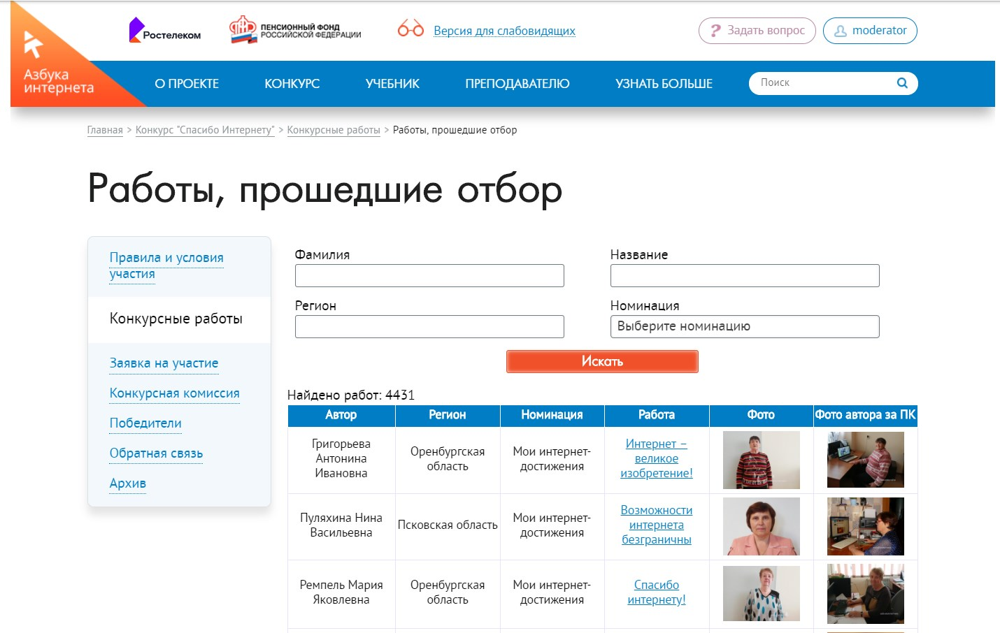 Ростелеком
ПЕНСИОННЫЙ ФОНД
РОССИЙСКОЙ ФЕДЕРАЦИИ
Версия для слабовидящих
? Задать вопрос
moderator
Азбука
интернета
О ПРОЕКТЕ
КОНКУРС
УЧЕБНИК
ПРЕПОДАВАТЕЛЮ
УЗНАТЬ БОЛЬШЕ
Поиск
Главная > Конкурс "Спасибо Интернету" > Конкурсные работы > Работы, прошедшие отбор
Работы, прошедшие отбор
Правила и условия
участия
Конкурсные работы
Заявка на участие
Конкурсная комиссия
Победители
Обратная связь
Архив
Фамилия
Название
Регион
Номинация
Выберите номинацию
Искать
Найдено работ: 4431
Автор Регион Номинация Работа Фото Фото автора за ПК
Григорьева
Антонина
Ивановна
Оренбургская
область
Мои интернет-
достижения
Интернет –
великое
изобретение!
Пуляхина Нина
Васильевна
Псковская область
Мои интернет-
достижения
Возможности
интернета
безграничны
Ремпель Мария
Яковлевна
Оренбургская
область
Мои интернет-
достижения
Спасибо
интернету!